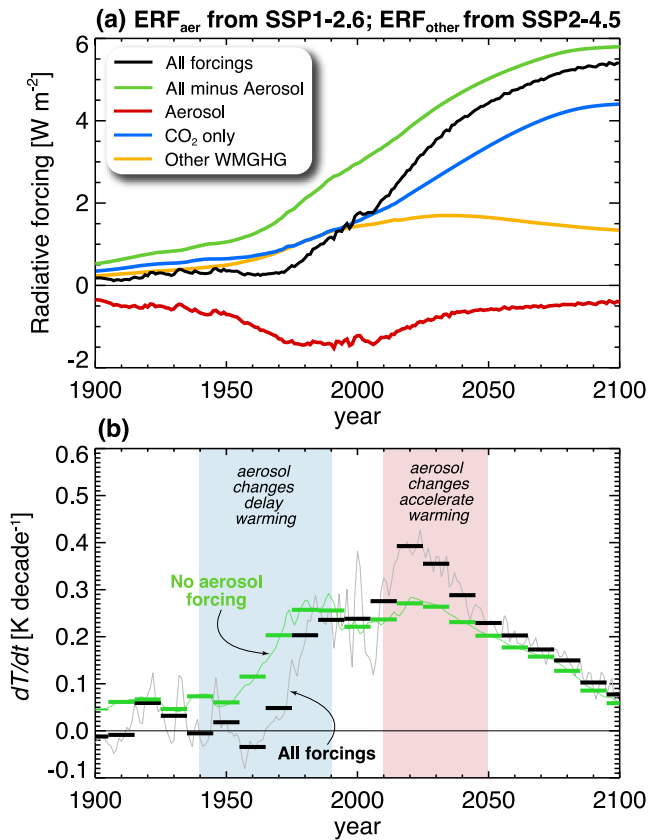 (a) ERFaer from SSP1-2.6; ERFother from SSP2-4.5
Radiative forcing [W m-2]
6
4
2
0
-2
All forcings
All minus Aerosol
Aerosol
CO2 only
Other WMGHG
1900
1950
2000
2050
2100
year
(b)
dT/dt [K decade-1]
0.6
0.5
0.4
0.3
0.2
0.1
0.0
-0.1
aerosol
changes
delay
warming
aerosol
changes
accelerate
warming
No aerosol
forcing
All forcings
1900
1950
2000
2050
2100
year